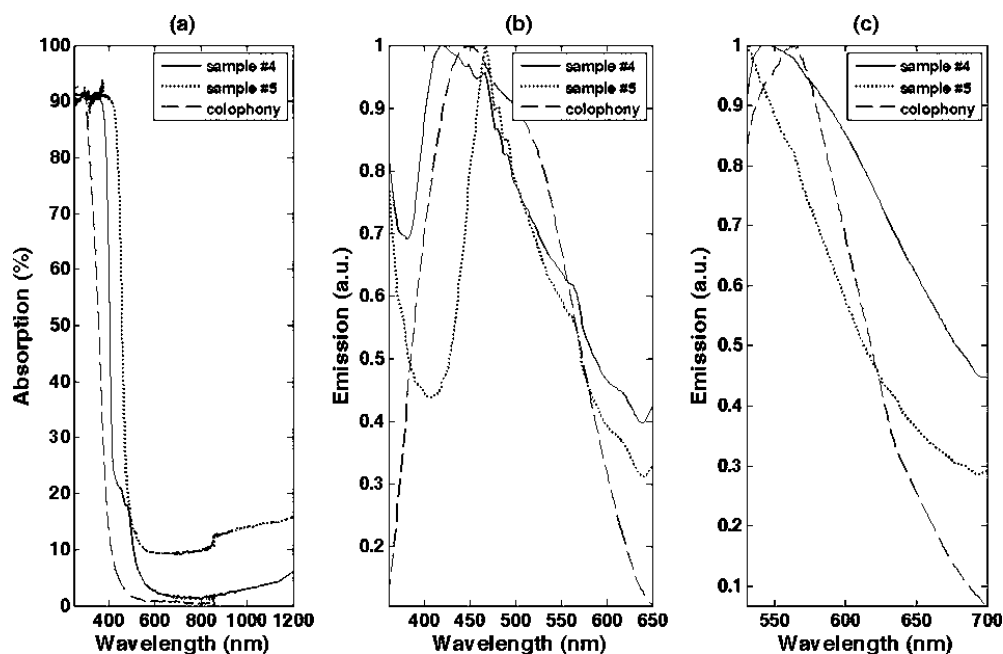 (a)
100
90
80
70
60
50
40
30
20
10
0
Absorption (%)
400 600 800 1000 1200
Wavelength (nm)
sample #4
sample #5
colophony
(b)
1
0.9
0.8
0.7
0.6
0.5
0.4
0.3
0.2
Emission (a.u.)
400 450 500 550 600 650
Wavelength (nm)
sample #4
sample #5
colophony
(c)
1
0.9
0.8
0.7
0.6
0.5
0.4
0.3
0.2
0.1
Emission (a.u.)
550 600 650 700
Wavelength (nm)
sample #4
sample #5
colophony